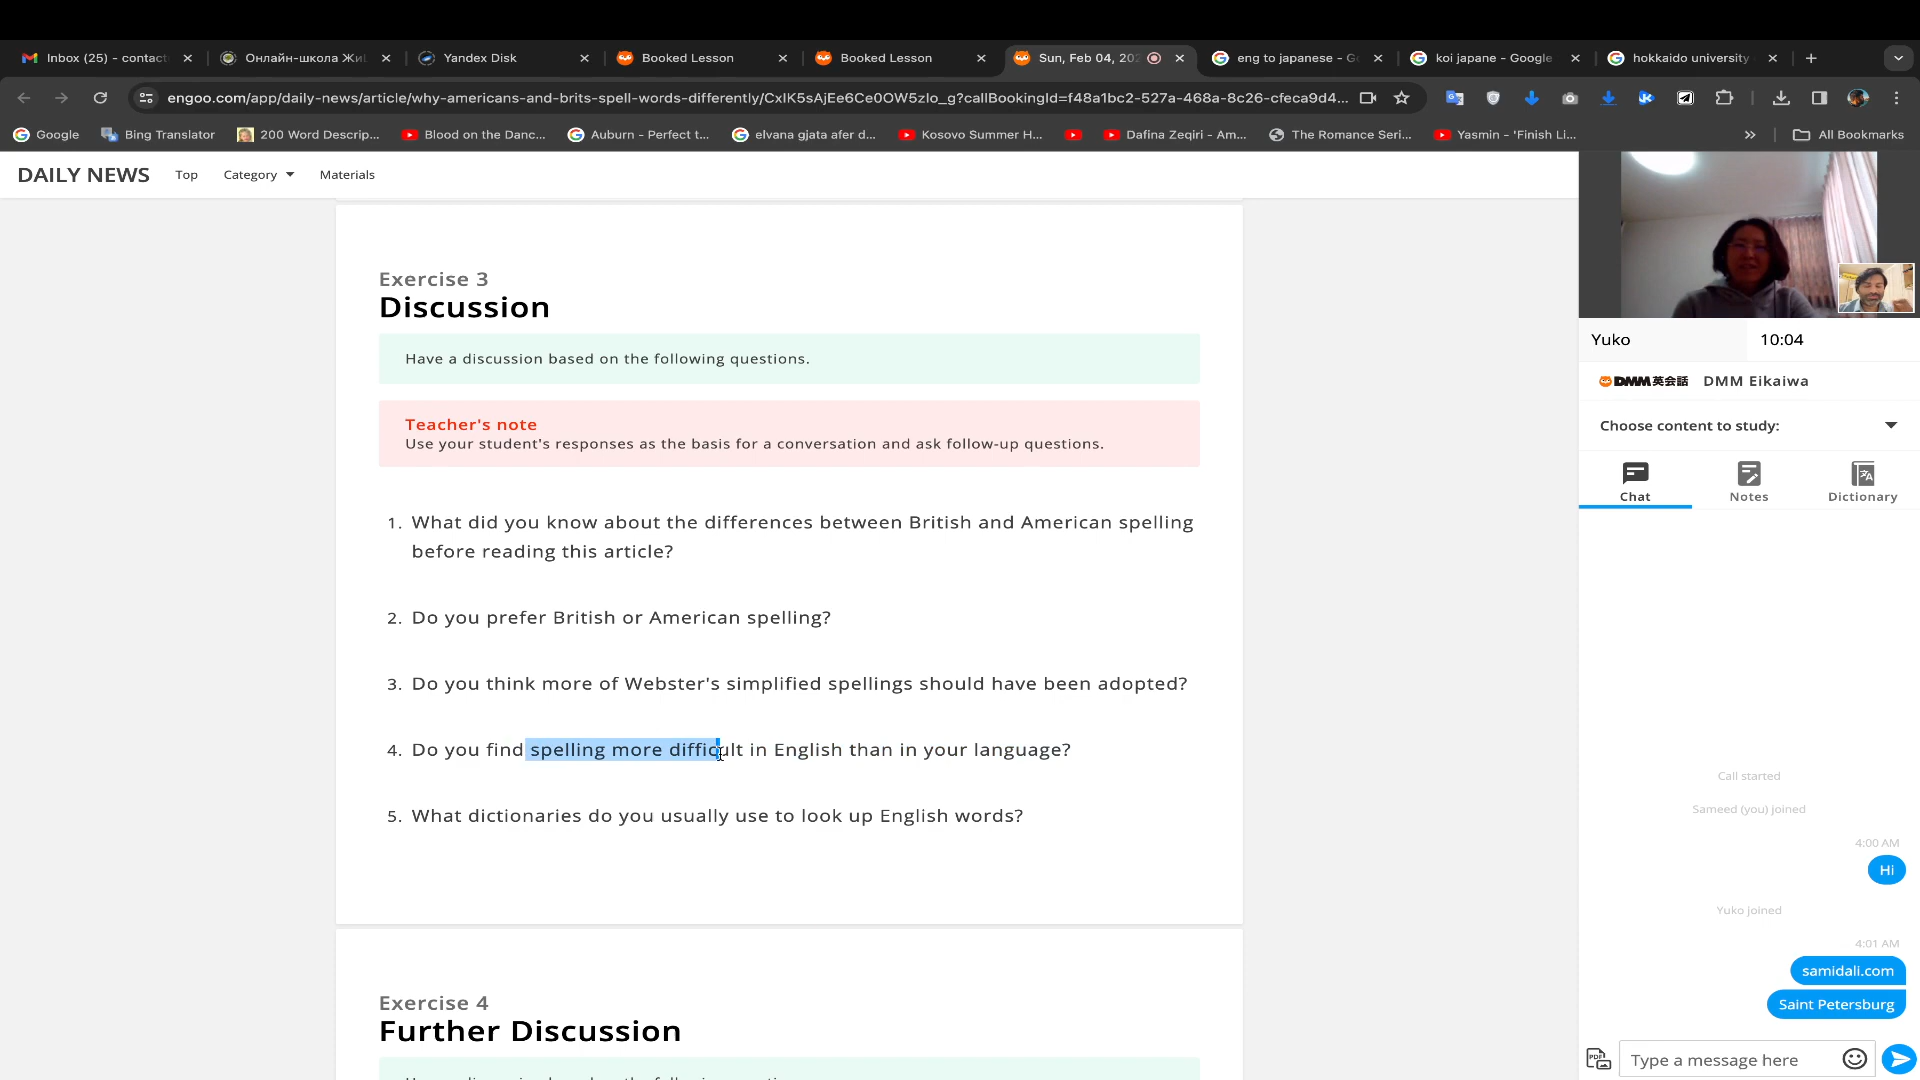 Inbox (25) - contact
Онлайн-школа Жи
Yandex Disk
Booked Lesson
Booked Lesson
Sun, Feb 04, 202
eng to japanese - G
koi japane - Google
hokkaido university
engoo.com/app/daily-news/article/why-americans-and-brits-spell-words-differently/CxIK5sAjEe6Ce0OW5zIo_g?callBookingId=f48a1bc2-527a-468a-8c26-cfeca9d4...
Google
Bing Translator
200 Word Descrip...
Blood on the Danc...
Auburn - Perfect t...
elvana gjata afer d...
Kosovo Summer H...
Dafina Zeqiri - Am...
The Romance Seri...
Yasmin - 'Finish Li...
All Bookmarks
DAILY NEWS
Top
Category
Materials
Exercise 3
Discussion
Have a discussion based on the following questions.
Teacher's note
Use your student's responses as the basis for a conversation and ask follow-up questions.
1. What did you know about the differences between British and American spelling
before reading this article?
2. Do you prefer British or American spelling?
3. Do you think more of Webster's simplified spellings should have been adopted?
4. Do you find spelling more difficult in English than in your language?
5. What dictionaries do you usually use to look up English words?
Exercise 4
Further Discussion
Yuko
10:04
DMM英会話
DMM Eikaiwa
Choose content to study:
Chat
Notes
Dictionary
Call started
Sameed (you) joined
4:00 AM
Hi
Yuko joined
4:01 AM
samidali.com
Saint Petersburg
PDF
Type a message here